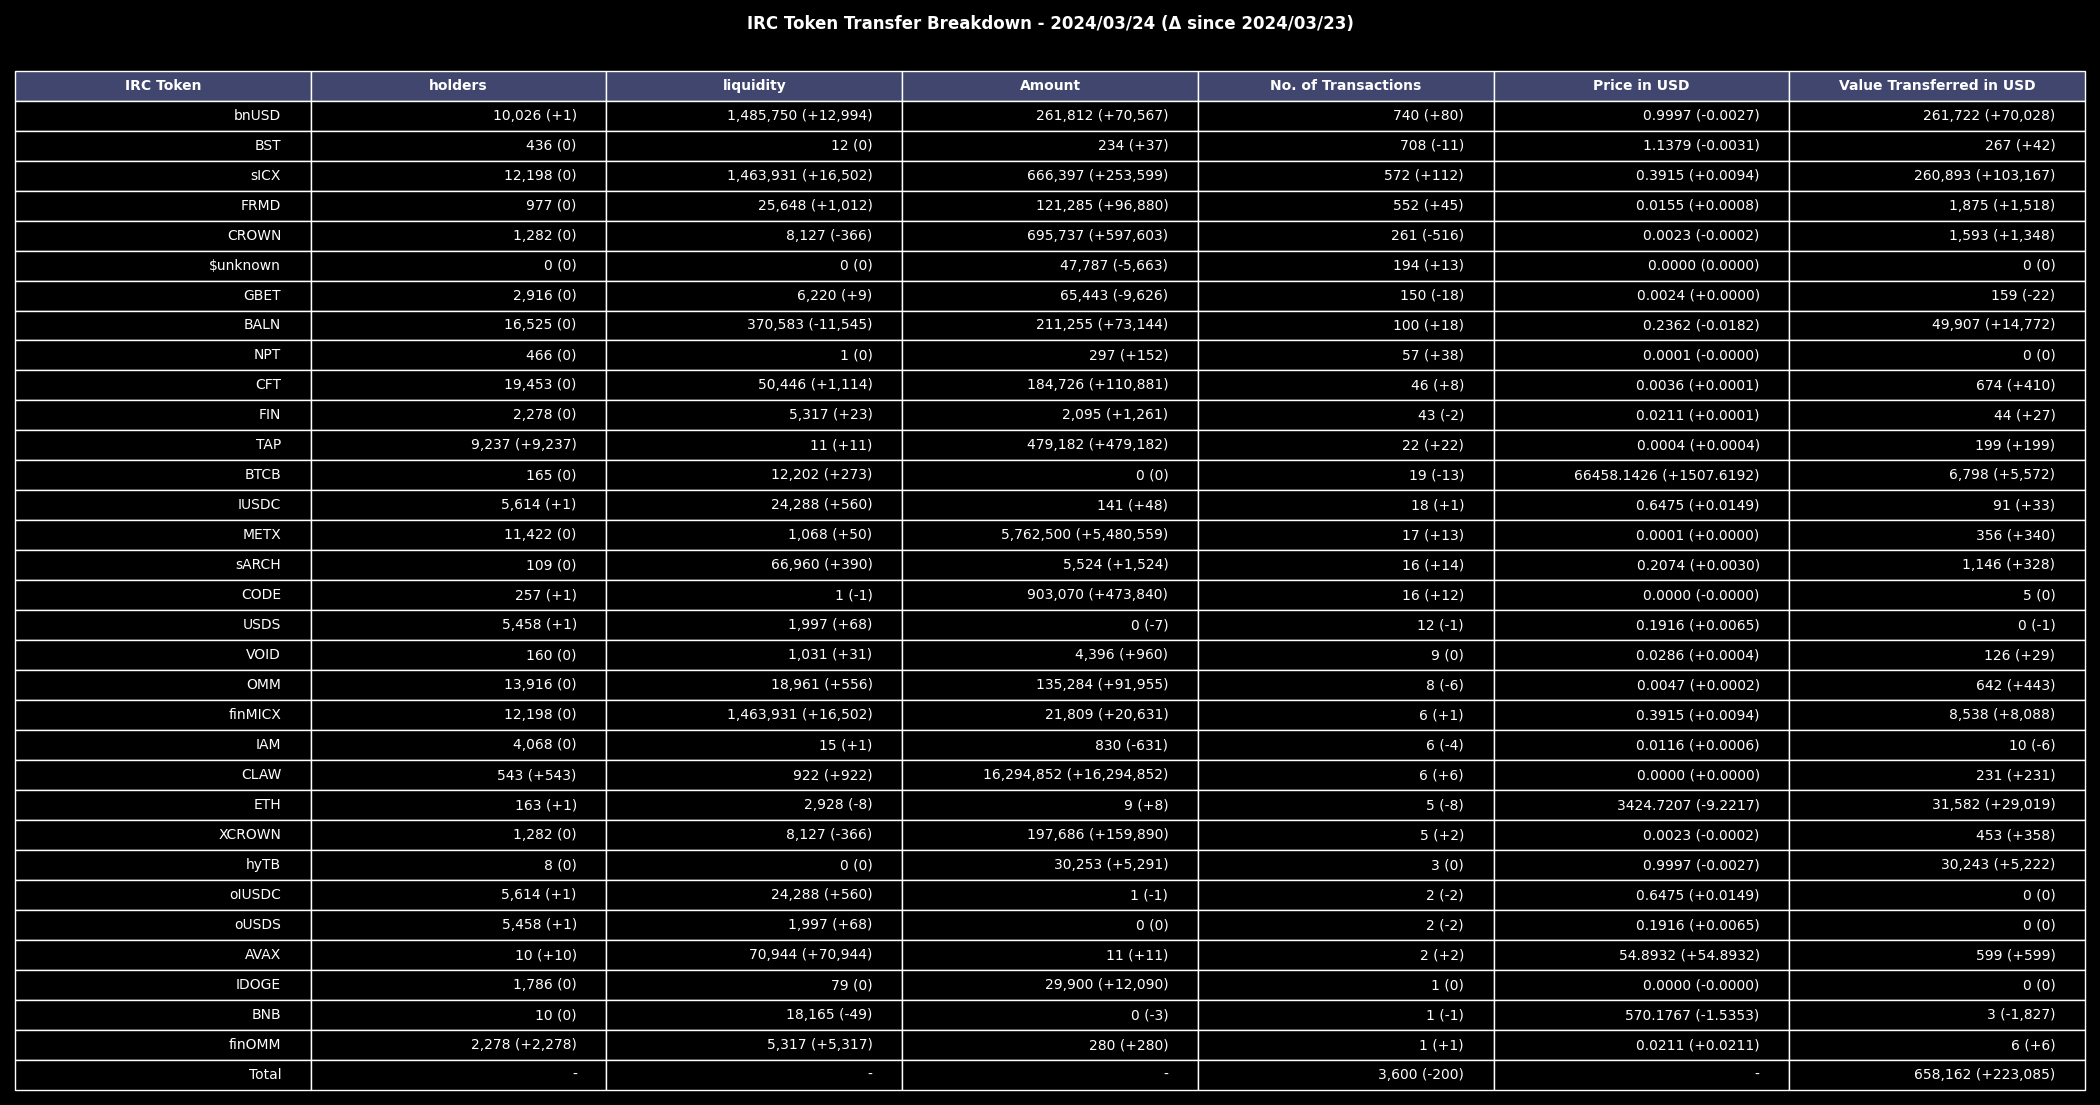 IRC Token Transfer Breakdown - 2024/03/24 (Δ since 2024/03/23)
IRC Token holders liquidity Amount No. of Transactions Price in USD Value Transferred in USD
bnUSD 10,026 (+1) 1,485,750 (+12,994) 261,812 (+70,567) 740 (+80) 0.9997 (-0.0027) 261,722 (+70,028)
BST 436 (0) 12 (0) 234 (+37) 708 (-11) 1.1379 (-0.0031) 267 (+42)
sICX 12,198 (0) 1,463,931 (+16,502) 666,397 (+253,599) 572 (+112) 0.3915 (+0.0094) 260,893 (+103,167)
FRMD 977 (0) 25,648 (+1,012) 121,285 (+96,880) 552 (+45) 0.0155 (+0.0008) 1,875 (+1,518)
CROWN 1,282 (0) 8,127 (-366) 695,737 (+597,603) 261 (-516) 0.0023 (-0.0002) 1,593 (+1,348)
$unknown 0 (0) 0 (0) 47,787 (-5,663) 194 (+13) 0.0000 (0.0000) 0 (0)
GBET 2,916 (0) 6,220 (+9) 65,443 (-9,626) 150 (-18) 0.0024 (+0.0000) 159 (-22)
BALN 16,525 (0) 370,583 (-11,545) 211,255 (+73,144) 100 (+18) 0.2362 (-0.0182) 49,907 (+14,772)
NPT 466 (0) 1 (0) 297 (+152) 57 (+38) 0.0001 (-0.0000) 0 (0)
CFT 19,453 (0) 50,446 (+1,114) 184,726 (+110,881) 46 (+8) 0.0036 (+0.0001) 674 (+410)
FIN 2,278 (0) 5,317 (+23) 2,095 (+1,261) 43 (-2) 0.0211 (+0.0001) 44 (+27)
TAP 9,237 (+9,237) 11 (+11) 479,182 (+479,182) 22 (+22) 0.0004 (+0.0004) 199 (+199)
BTCB 165 (0) 12,202 (+273) 0 (0) 19 (-13) 66458.1426 (+1507.6192) 6,798 (+5,572)
IUSDC 5,614 (+1) 24,288 (+560) 141 (+48) 18 (+1) 0.6475 (+0.0149) 91 (+33)
METX 11,422 (0) 1,068 (+50) 5,762,500 (+5,480,559) 17 (+13) 0.0001 (+0.0000) 356 (+340)
sARCH 109 (0) 66,960 (+390) 5,524 (+1,524) 16 (+14) 0.2074 (+0.0030) 1,146 (+328)
CODE 257 (+1) 1 (-1) 903,070 (+473,840) 16 (+12) 0.0000 (-0.0000) 5 (0)
USDS 5,458 (+1) 1,997 (+68) 0 (-7) 12 (-1) 0.1916 (+0.0065) 0 (-1)
VOID 160 (0) 1,031 (+31) 4,396 (+960) 9 (0) 0.0286 (+0.0004) 126 (+29)
OMM 13,916 (0) 18,961 (+556) 135,284 (+91,955) 8 (-6) 0.0047 (+0.0002) 642 (+443)
finMICX 12,198 (0) 1,463,931 (+16,502) 21,809 (+20,631) 6 (+1) 0.3915 (+0.0094) 8,538 (+8,088)
IAM 4,068 (0) 15 (+1) 830 (-631) 6 (-4) 0.0116 (+0.0006) 10 (-6)
CLAW 543 (+543) 922 (+922) 16,294,852 (+16,294,852) 6 (+6) 0.0000 (+0.0000) 231 (+231)
ETH 163 (+1) 2,928 (-8) 9 (+8) 5 (-8) 3424.7207 (-9.2217) 31,582 (+29,019)
XCROWN 1,282 (0) 8,127 (-366) 197,686 (+159,890) 5 (+2) 0.0023 (-0.0002) 453 (+358)
hyTB 8 (0) 0 (0) 30,253 (+5,291) 3 (0) 0.9997 (-0.0027) 30,243 (+5,222)
oIUSDC 5,614 (+1) 24,288 (+560) 1 (-1) 2 (-2) 0.6475 (+0.0149) 0 (0)
oUSDS 5,458 (+1) 1,997 (+68) 0 (0) 2 (-2) 0.1916 (+0.0065) 0 (0)
AVAX 10 (+10) 70,944 (+70,944) 11 (+11) 2 (+2) 54.8932 (+54.8932) 599 (+599)
IDOGE 1,786 (0) 79 (0) 29,900 (+12,090) 1 (0) 0.0000 (-0.0000) 0 (0)
BNB 10 (0) 18,165 (-49) 0 (-3) 1 (-1) 570.1767 (-1.5353) 3 (-1,827)
finOMM 2,278 (+2,278) 5,317 (+5,317) 280 (+280) 1 (+1) 0.0211 (+0.0211) 6 (+6)
Total - - - 3,600 (-200) - 658,162 (+223,085)